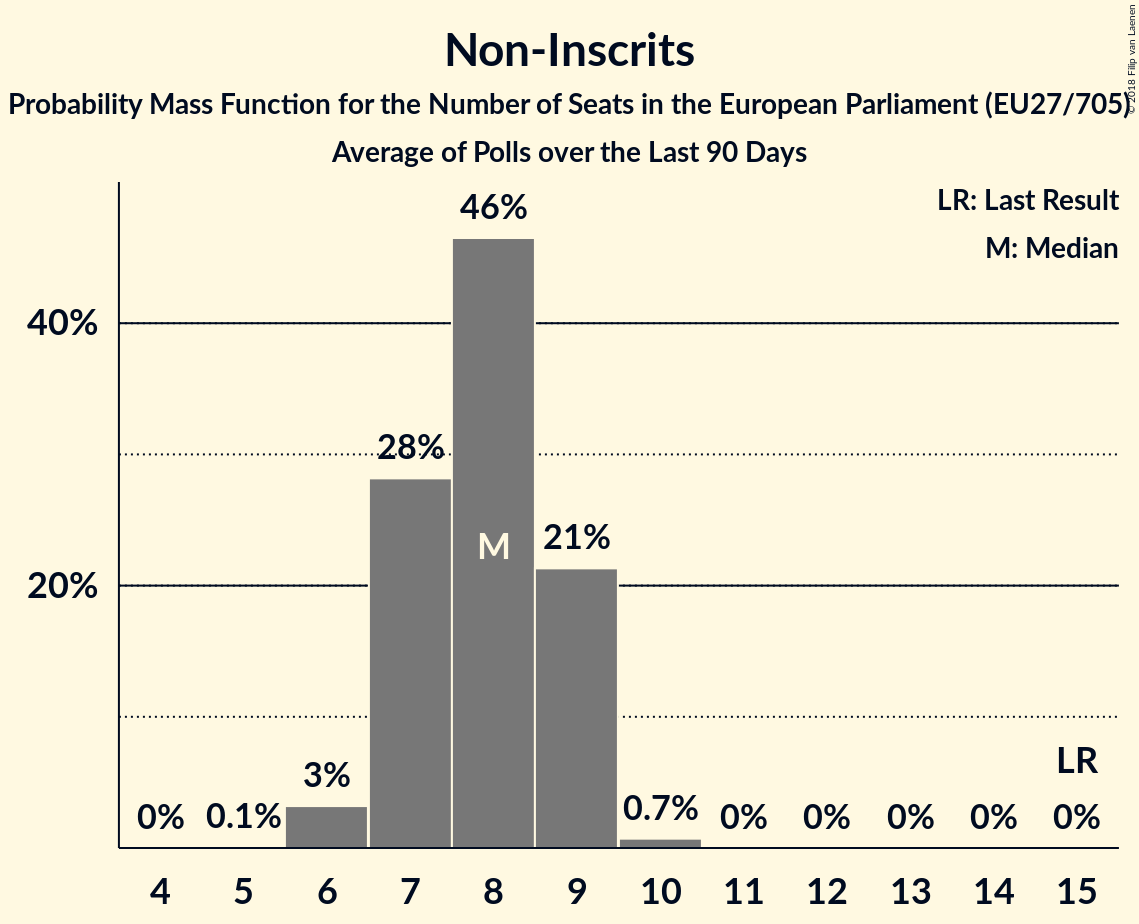 Non-Inscrits
Probability Mass Function for the Number of Seats in the European Parliament (EU27/705)
Average of Polls over the Last 90 Days
© 2018 Filip van Laenen
LR: Last Result
M: Median
46%
40%
28%
M
21%
20%
LR
3%
0% 0.1% 0.7% 0% 0% 0% 0% 0%
4 5 6 7 8 9 10 11 12 13 14 15